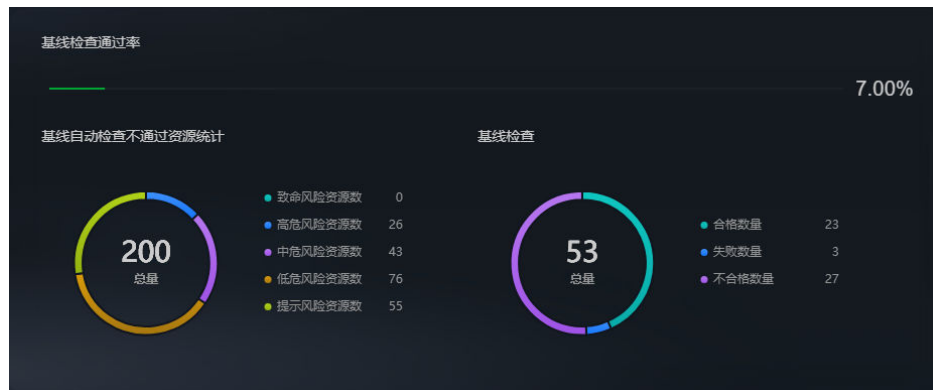 基线检查通过率
7.00%
基线自动检查不通过资源统计
200
总量
致命风险资源数 0
高危风险资源数 26
中危风险资源数 43
低危风险资源数 76
提示风险资源数 55
基线检查
53
总量
合格数量 23
失败数量 3
不合格数量 27